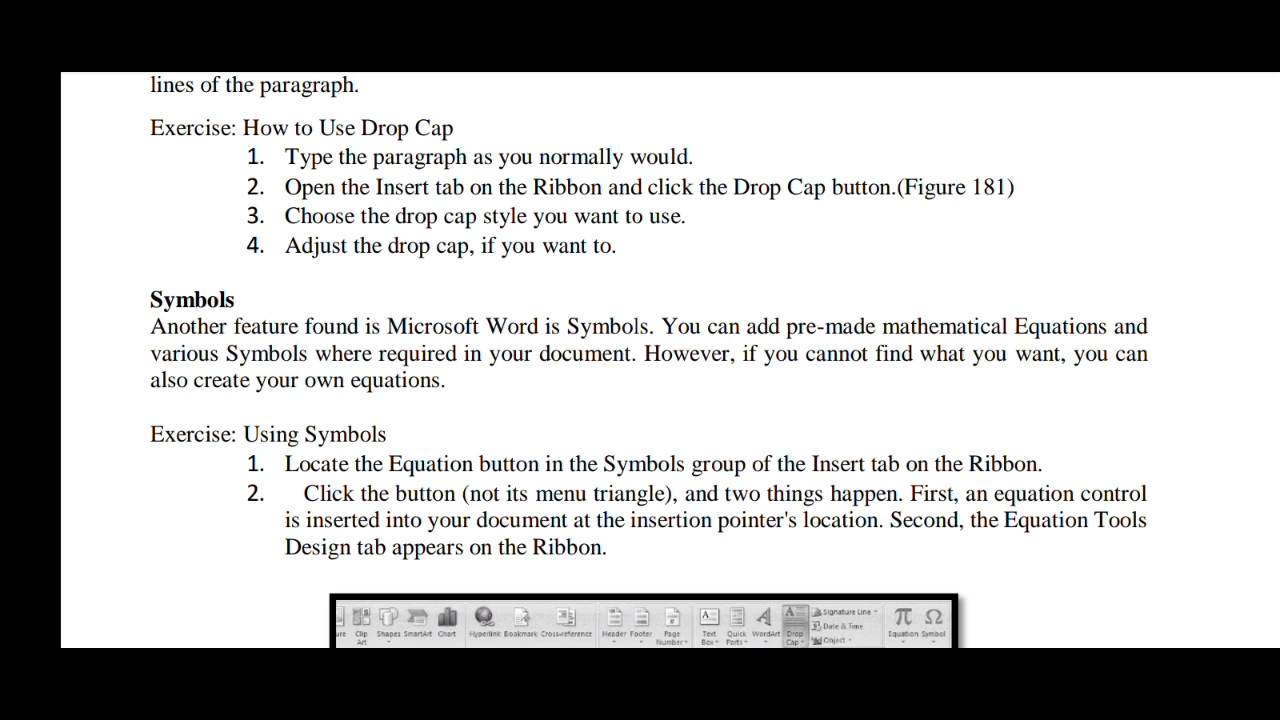 lines of the paragraph.
Exercise: How to Use Drop Cap
1. Type the paragraph as you normally would.
2. Open the Insert tab on the Ribbon and click the Drop Cap button.(Figure 181)
3. Choose the drop cap style you want to use.
4. Adjust the drop cap, if you want to.
Symbols
Another feature found is Microsoft Word is Symbols. You can add pre-made mathematical Equations and
various Symbols where required in your document. However, if you cannot find what you want, you can
also create your own equations.
Exercise: Using Symbols
1. Locate the Equation button in the Symbols group of the Insert tab on the Ribbon.
2. Click the button (not its menu triangle), and two things happen. First, an equation control
is inserted into your document at the insertion pointer's location. Second, the Equation Tools
Design tab appears on the Ribbon.
Signature Line
Date & Time
ure Clip Shapes SmartArt Chart Hyperlink Bookmark Cross-reference Header Footer Page Text Quick WordArt Drop Equation Symbol
Art Number Box Parts Cap Object